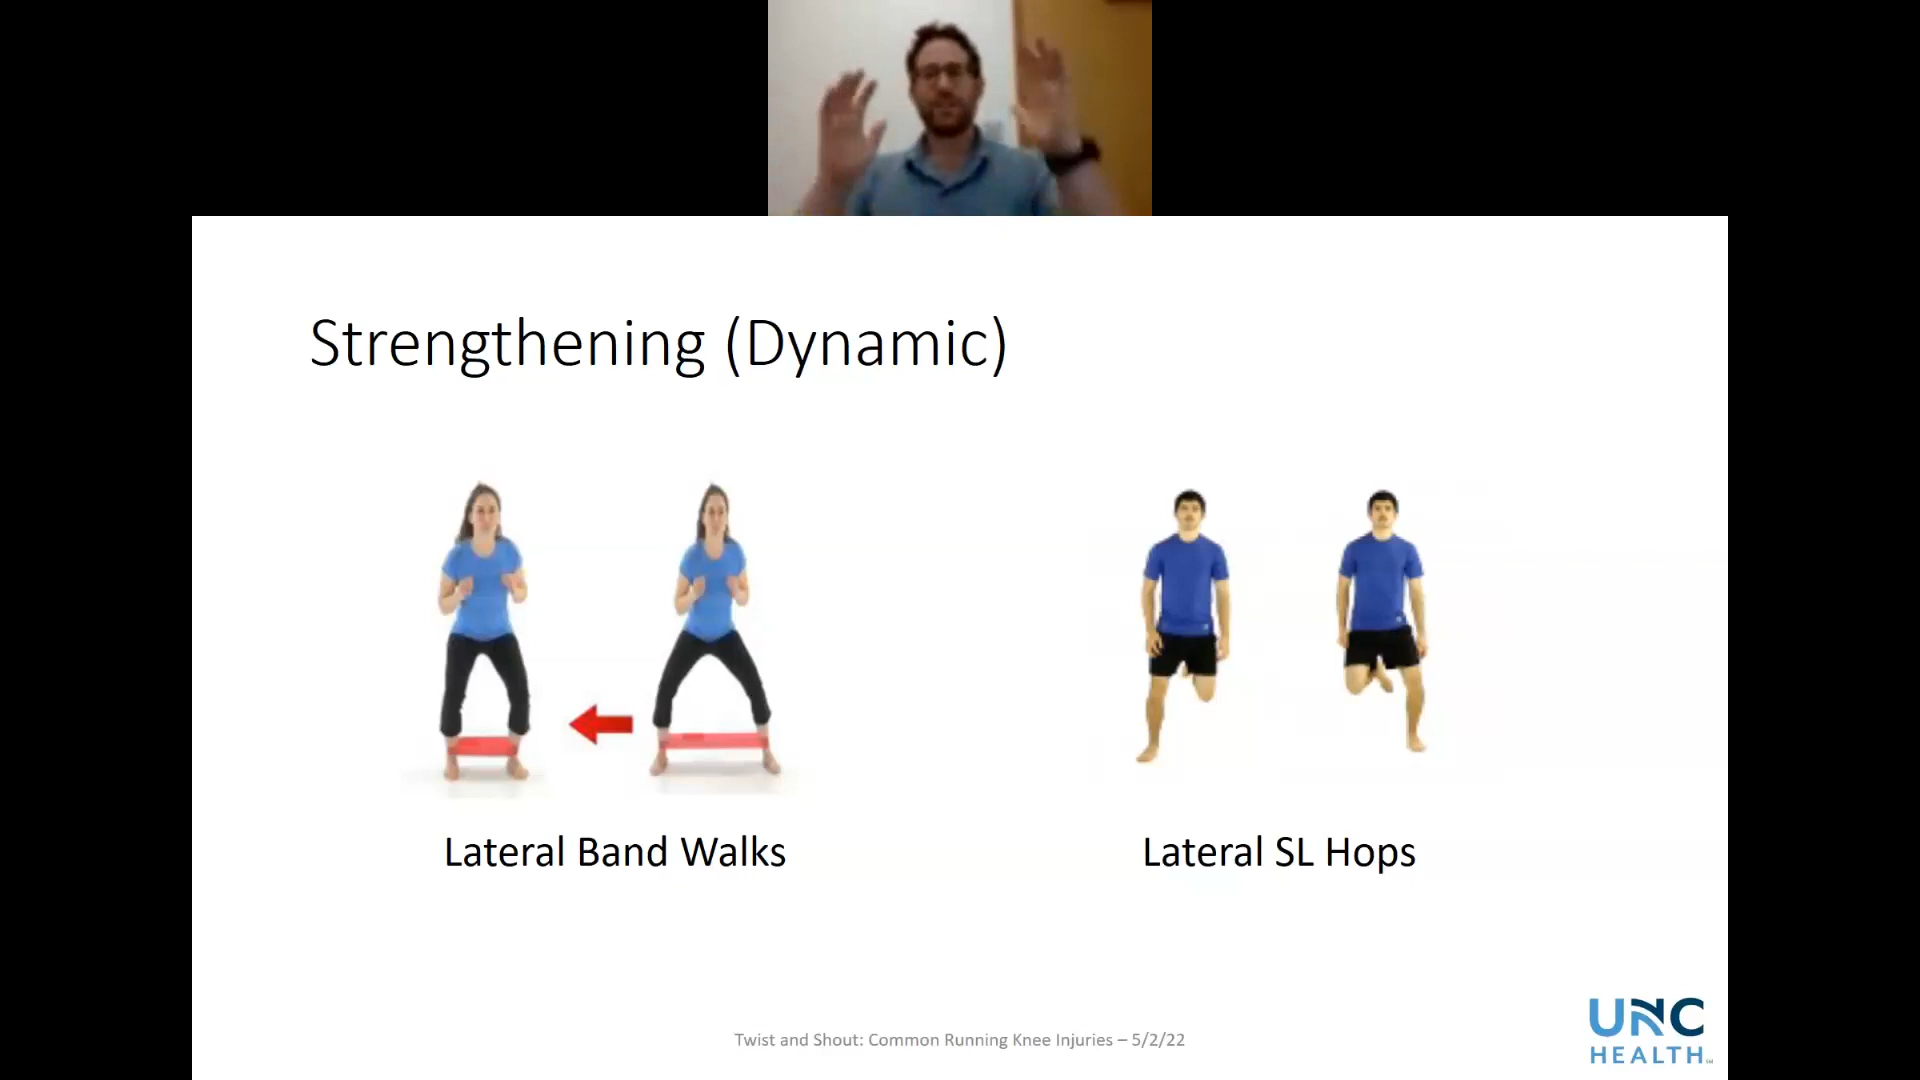 Strengthening (Dynamic)
Lateral Band Walks
Lateral SL Hops
Twist and Shout: Common Running Knee Injuries – 5/2/22
UNC
HEALTH